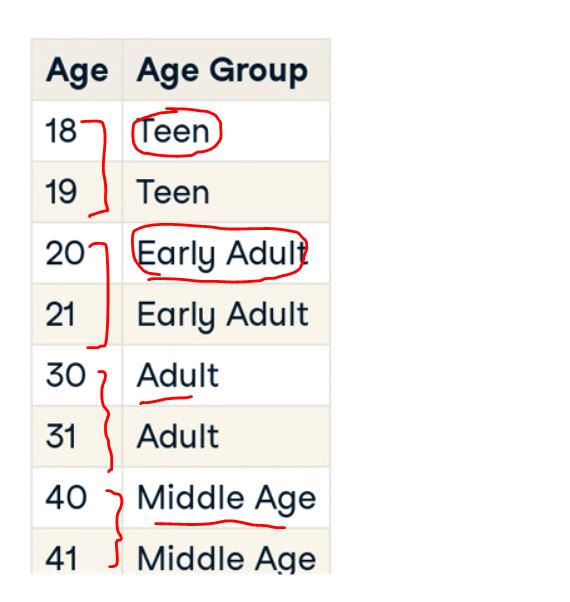 Age Age Group
18 Teen
19 Teen
20 Early Adult
21 Early Adult
30 Adult
31 Adult
40 Middle Age
41 Middle Age